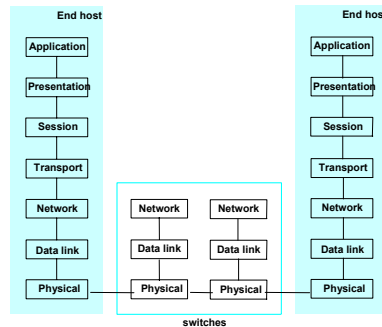 End host
Application
Presentation
Session
Transport
Network
Data link
Physical
Network
Data link
Physical
Network
Data link
Physical
switches
End host
Application
Presentation
Session
Transport
Network
Data link
Physical